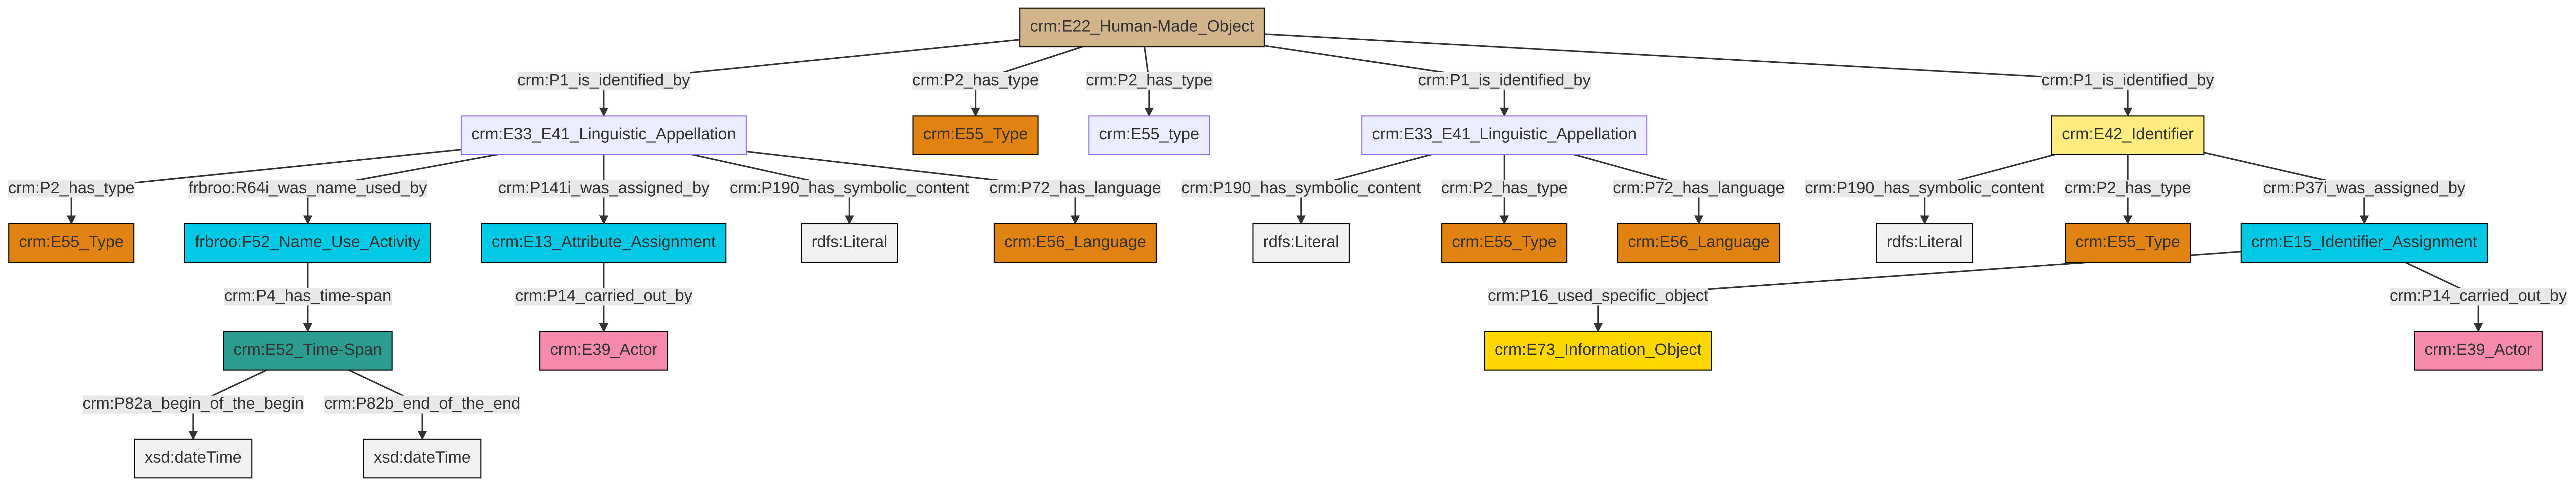 crm:E22_Human-Made_Object
crm:P1_is_identified_by
crm:P2_has_type
crm:P2_has_type
crm:P1_is_identified_by
crm:P1_is_identified_by
crm:E33_E41_Linguistic_Appellation
crm:E55_Type
crm:E55_type
crm:E33_E41_Linguistic_Appellation
crm:E42_Identifier
crm:P2_has_type
frbroo:R64i_was_name_used_by
crm:P141i_was_assigned_by
crm:P190_has_symbolic_content
crm:P72_has_language
crm:P190_has_symbolic_content
crm:P2_has_type
crm:P72_has_language
crm:P190_has_symbolic_content
crm:P2_has_type
crm:P37i_was_assigned_by
crm:E55_Type
frbroo:F52_Name_Use_Activity
crm:E13_Attribute_Assignment
rdfs:Literal
crm:E56_Language
rdfs:Literal
crm:E55_Type
crm:E56_Language
rdfs:Literal
crm:E55_Type
crm:E15_Identifier_Assignment
crm:P4_has_time-span
crm:P14_carried_out_by
crm:P16_used_specific_object
crm:P14_carried_out_by
crm:E52_Time-Span
crm:E39_Actor
crm:E73_Information_Object
crm:E39_Actor
crm:P82a_begin_of_the_begin
crm:P82b_end_of_the_end
xsd:dateTime
xsd:dateTime